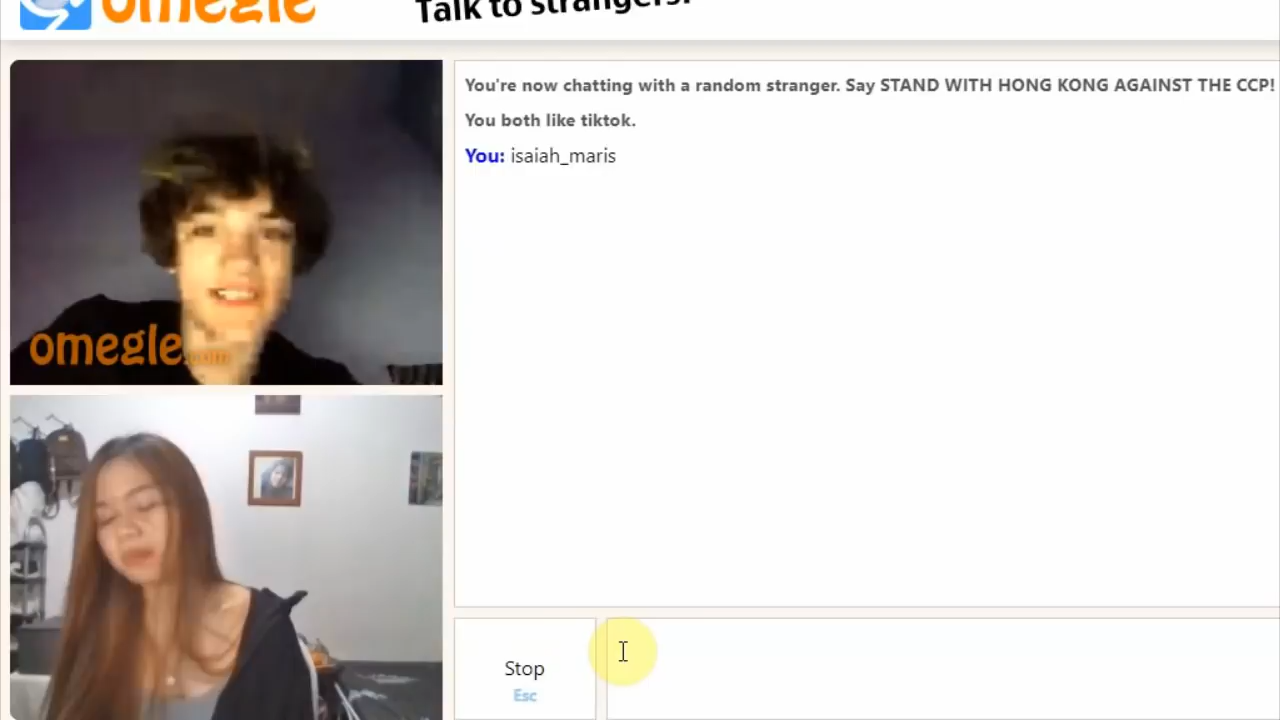 omegle
Talk to strangers!
You're now chatting with a random stranger. Say STAND WITH HONG KONG AGAINST THE CCP!
You both like tiktok.
You: isaiah_maris
omegle.com
Stop
Esc